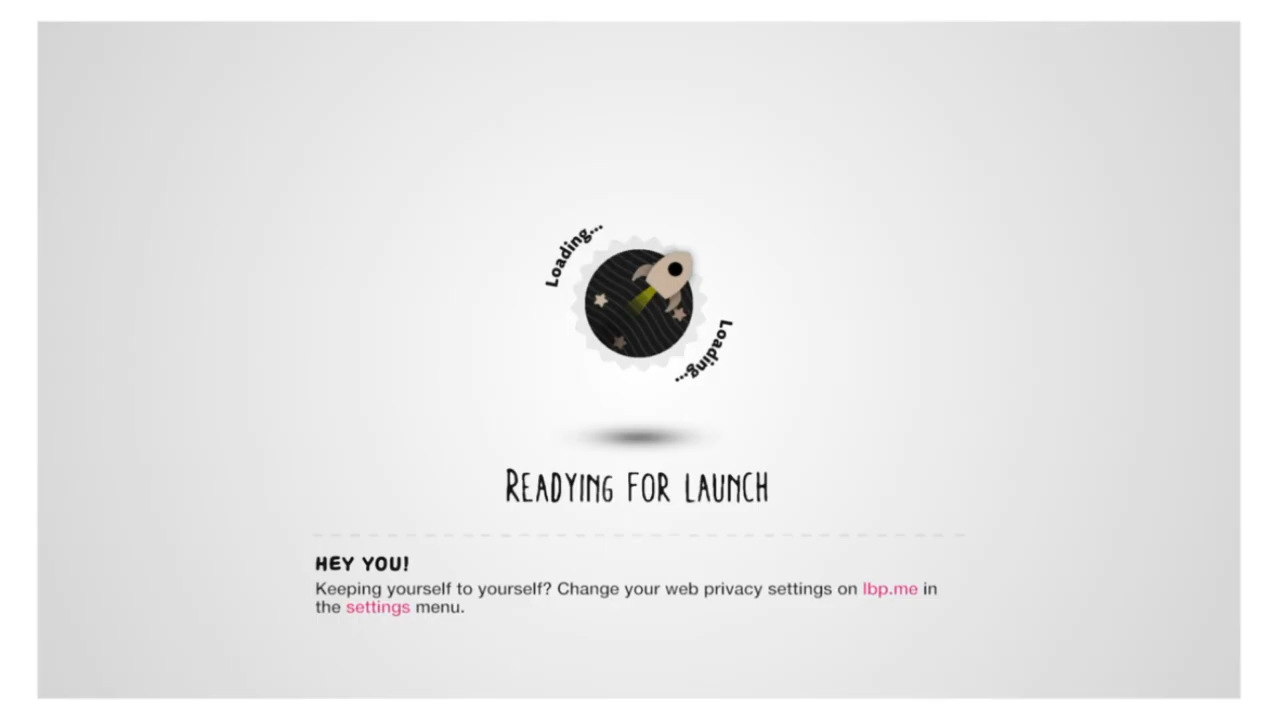 Loading...
Loading...
READYING FOR LAUNCH
HEY YOU!
Keeping yourself to yourself? Change your web privacy settings on lbp.me in
the settings menu.